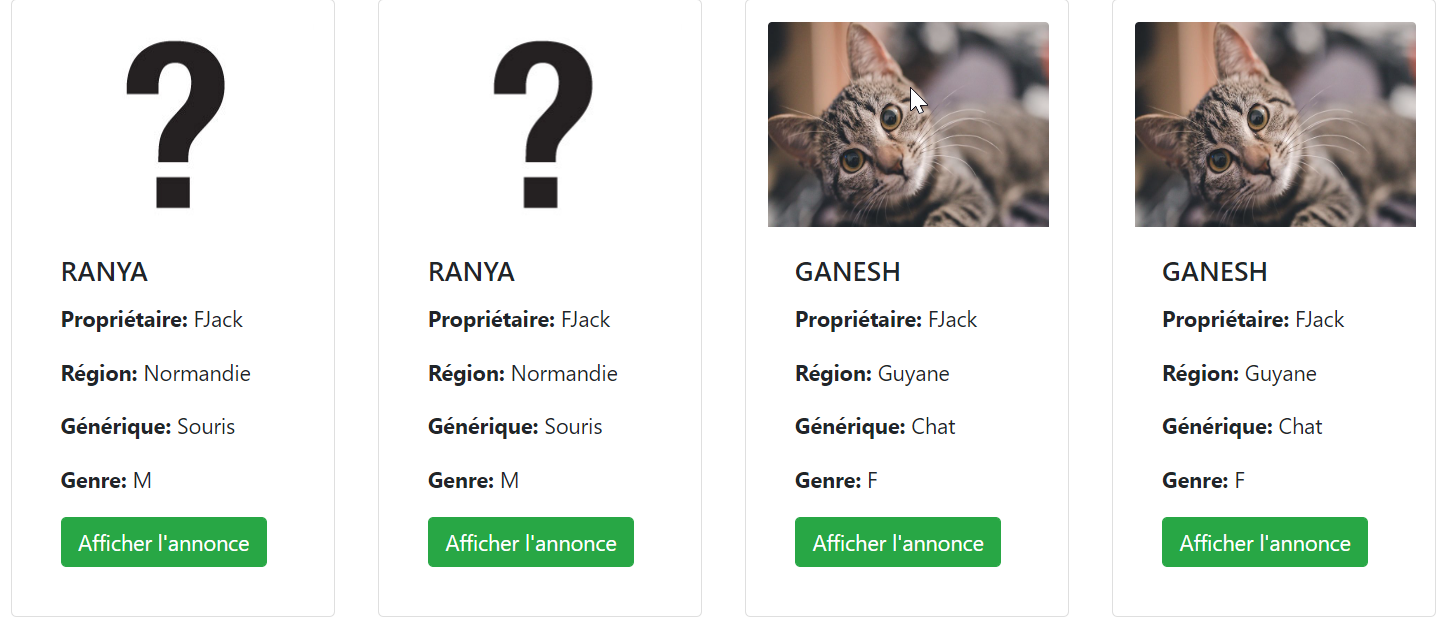 ?
RANYA
Propriétaire: FJack
Région: Normandie
Générique: Souris
Genre: M
Afficher l'annonce
?
RANYA
Propriétaire: FJack
Région: Normandie
Générique: Souris
Genre: M
Afficher l'annonce
GANESH
Propriétaire: FJack
Région: Guyane
Générique: Chat
Genre: F
Afficher l'annonce
GANESH
Propriétaire: FJack
Région: Guyane
Générique: Chat
Genre: F
Afficher l'annonce